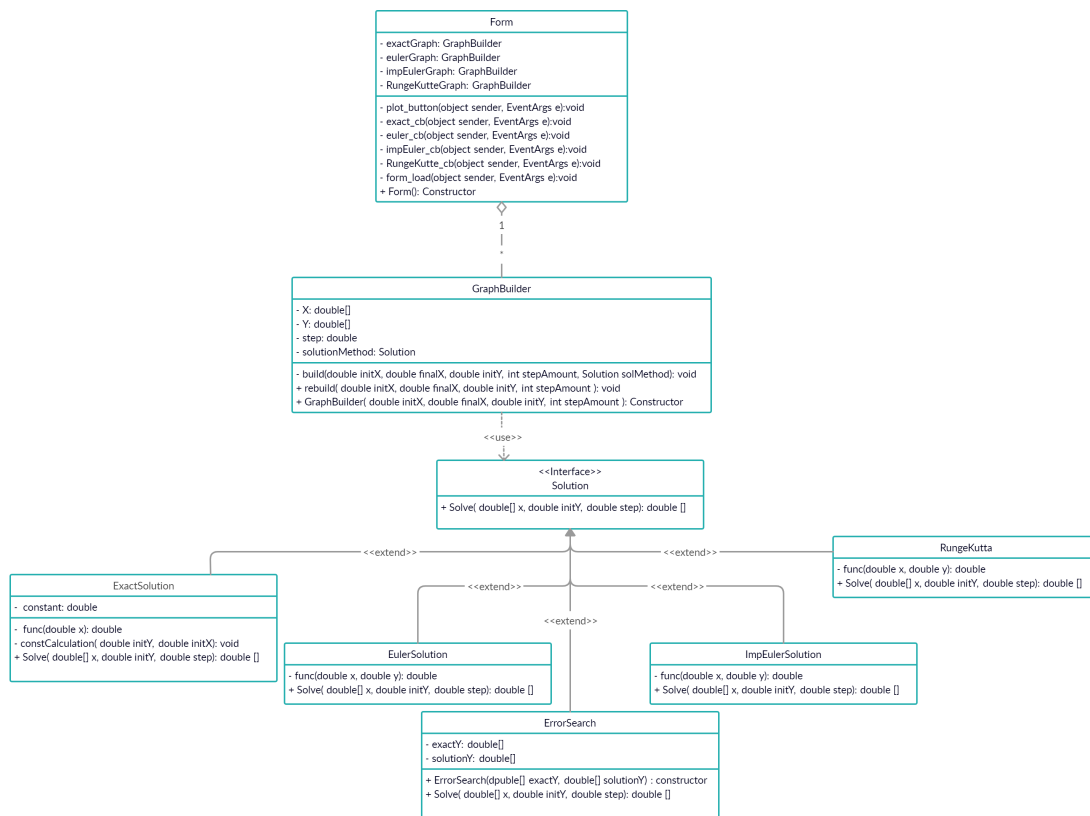 Form
- exactGraph: GraphBuilder
- eulerGraph: GraphBuilder
- impEulerGraph: GraphBuilder
- RungeKutteGraph: GraphBuilder
- plot_button(object sender, EventArgs e):void
- exact_cb(object sender, EventArgs e):void
- euler_cb(object sender, EventArgs e):void
- impEuler_cb(object sender, EventArgs e):void
- RungeKutte_cb(object sender, EventArgs e):void
- form_load(object sender, EventArgs e):void
+ Form(): Constructor
1
*
GraphBuilder
- X: double[]
- Y: double[]
- step: double
- solutionMethod: Solution
- build(double initX, double finalX, double initY, int stepAmount, Solution solMethod): void
+ rebuild( double initX, double finalX, double initY, int stepAmount ): void
+ GraphBuilder( double initX, double finalX, double initY, int stepAmount ): Constructor
<<use>>
<<Interface>>
Solution
+ Solve( double[] x, double initY, double step): double []
<<extend>>
<<extend>>
RungeKutta
- func(double x, double y): double
+ Solve( double[] x, double initY, double step): double []
ExactSolution
- constant: double
- func(double x): double
- constCalculation( double initY, double initX): void
+ Solve( double[] x, double initY, double step): double []
<<extend>>
<<extend>>
<<extend>>
EulerSolution
- func(double x, double y): double
+ Solve( double[] x, double initY, double step): double []
ImpEulerSolution
- func(double x, double y): double
+ Solve( double[] x, double initY, double step): double []
ErrorSearch
- exactY: double[]
- solutionY: double[]
+ ErrorSearch(dpuble[] exactY, double[] solutionY) : constructor
+ Solve( double[] x, double initY, double step): double []